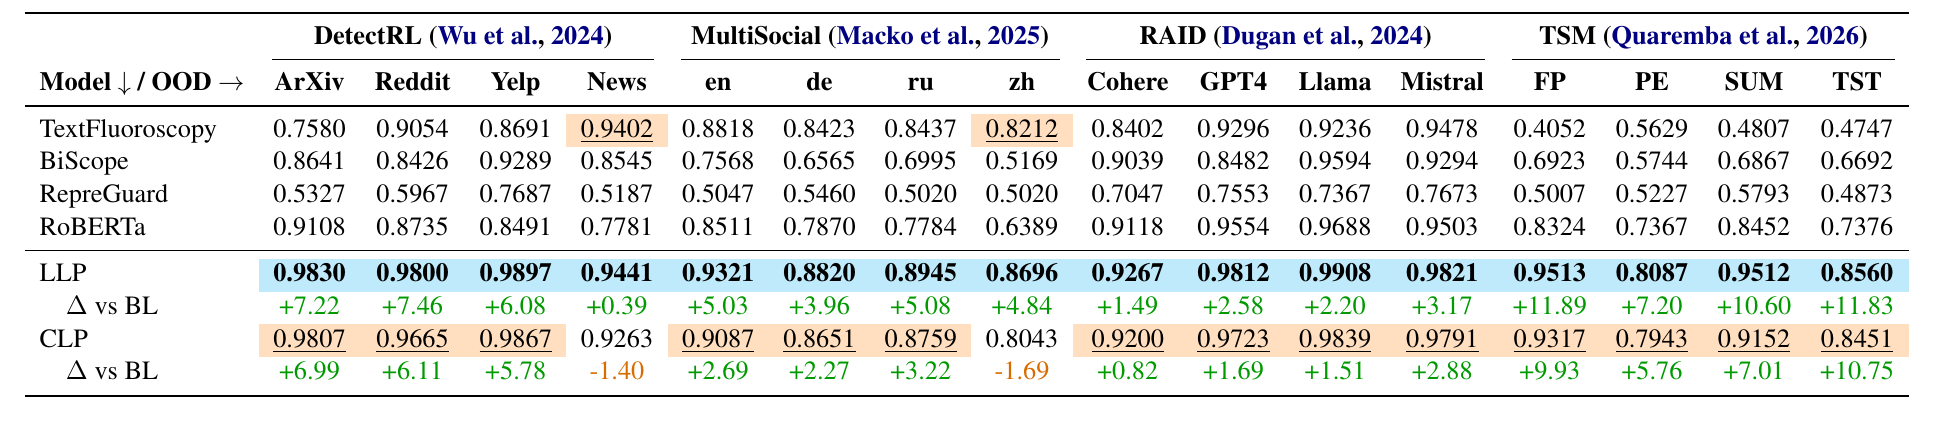 DetectRL (Wu et al., 2024) MultiSocial (Macko et al., 2025) RAID (Dugan et al., 2024) TSM (Quaremba et al., 2026)
Model ↓ / OOD → ArXiv Reddit Yelp News en de ru zh Cohere GPT4 Llama Mistral FP PE SUM TST
TextFluoroscopy 0.7580 0.9054 0.8691 0.9402 0.8818 0.8423 0.8437 0.8212 0.8402 0.9296 0.9236 0.9478 0.4052 0.5629 0.4807 0.4747
BiScope 0.8641 0.8426 0.9289 0.8545 0.7568 0.6565 0.6995 0.5169 0.9039 0.8482 0.9594 0.9294 0.6923 0.5744 0.6867 0.6692
RepreGuard 0.5327 0.5967 0.7687 0.5187 0.5047 0.5460 0.5020 0.5020 0.7047 0.7553 0.7367 0.7673 0.5007 0.5227 0.5793 0.4873
RoBERTa 0.9108 0.8735 0.8491 0.7781 0.8511 0.7870 0.7784 0.6389 0.9118 0.9554 0.9688 0.9503 0.8324 0.7367 0.8452 0.7376
LLP 0.9830 0.9800 0.9897 0.9441 0.9321 0.8820 0.8945 0.8696 0.9267 0.9812 0.9908 0.9821 0.9513 0.8087 0.9512 0.8560
Δ vs BL +7.22 +7.46 +6.08 +0.39 +5.03 +3.96 +5.08 +4.84 +1.49 +2.58 +2.20 +3.17 +11.89 +7.20 +10.60 +11.83
CLP 0.9807 0.9665 0.9867 0.9263 0.9087 0.8651 0.8759 0.8043 0.9200 0.9723 0.9839 0.9791 0.9317 0.7943 0.9152 0.8451
Δ vs BL +6.99 +6.11 +5.78 -1.40 +2.69 +2.27 +3.22 -1.69 +0.82 +1.69 +1.51 +2.88 +9.93 +5.76 +7.01 +10.75